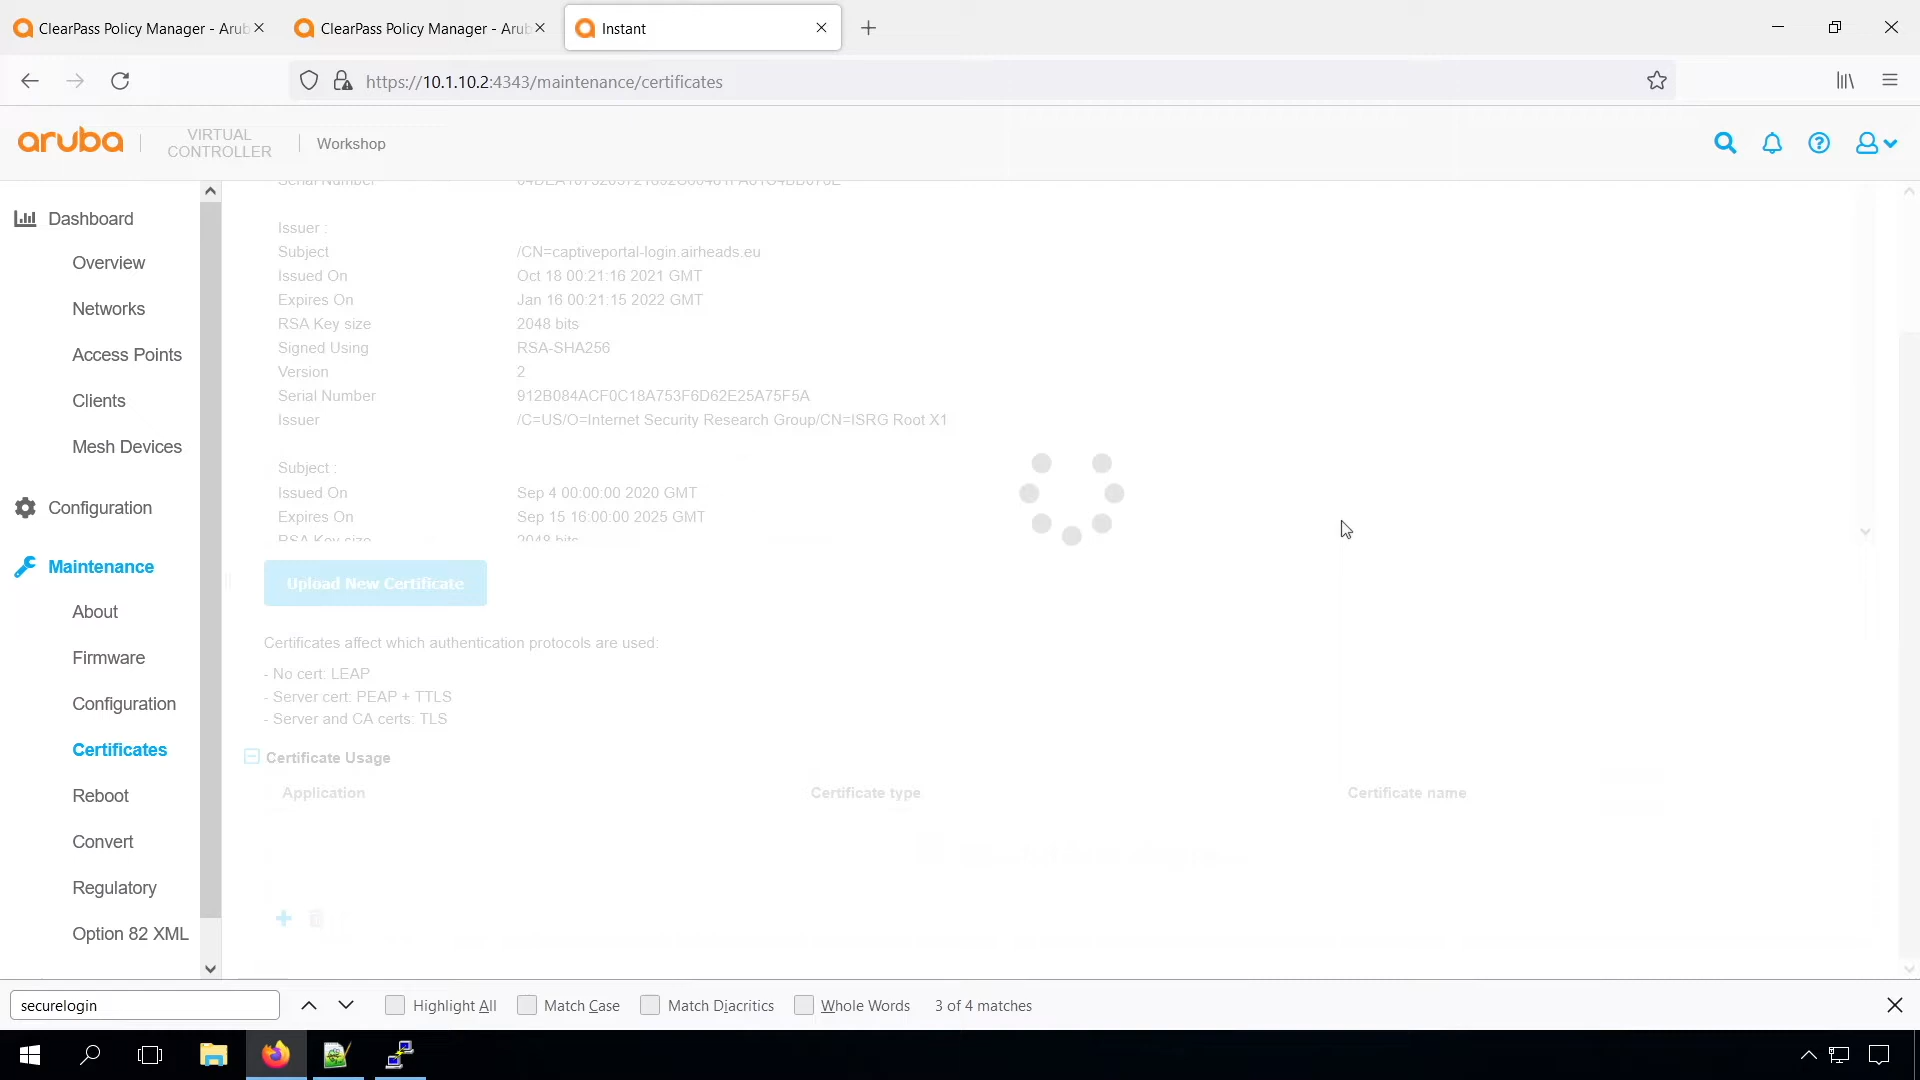 ClearPass Policy Manager - Arub
ClearPass Policy Manager - Arub
Instant
https://10.1.10.2:4343/maintenance/certificates
aruba
VIRTUAL
CONTROLLER
Workshop
Dashboard
Overview
Networks
Access Points
Clients
Mesh Devices
Configuration
Maintenance
About
Firmware
Configuration
Certificates
Reboot
Convert
Regulatory
Option 82 XML
Serial Number
Issuer :
Subject /CN=captiveportal-login.airheads.eu
Issued On Oct 18 00:21:16 2021 GMT
Expires On Jan 16 00:21:15 2022 GMT
RSA Key size 2048 bits
Signed Using RSA-SHA256
Version 2
Serial Number 912B084ACF0C18A753F6D62E25A75F5A
Issuer /C=US/O=Internet Security Research Group/CN=ISRG Root X1
Subject :
Issued On Sep 4 00:00:00 2020 GMT
Expires On Sep 15 16:00:00 2025 GMT
RSA Key size 2048 bits
Upload New Certificate
Certificates affect which authentication protocols are used:
- No cert: LEAP
- Server cert: PEAP + TTLS
- Server and CA certs: TLS
Certificate Usage
Application Certificate type Certificate name
securelogin
Highlight All
Match Case
Match Diacritics
Whole Words
3 of 4 matches